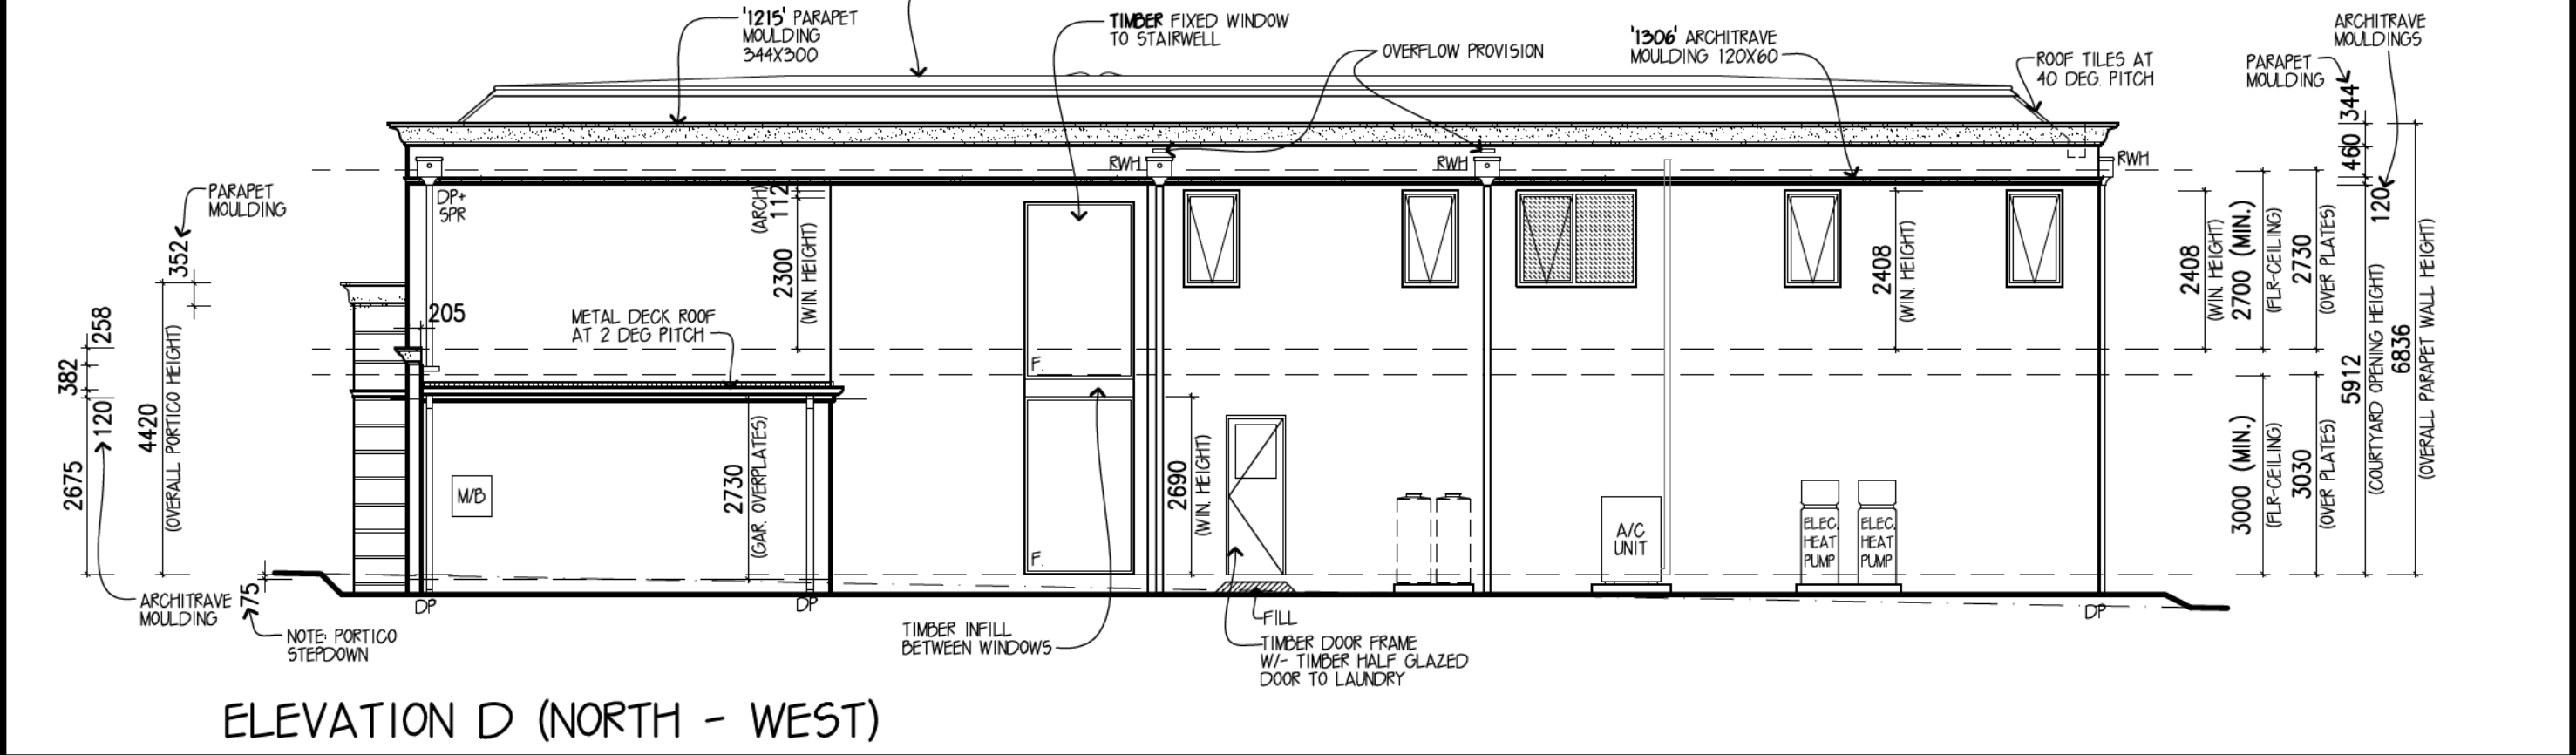 '1215' PARAPET
MOULDING
344X300
TIMBER FIXED WINDOW
TO STAIRWELL
OVERFLOW PROVISION
'1306' ARCHITRAVE
MOULDING 120X60
ROOF TILES AT
40 DEG. PITCH
PARAPET
MOULDING
ARCHITRAVE
MOULDINGS
344
460
120
RWH
RWH
RWH
DP+
SPR
PARAPET
MOULDING
352
(ARCH)
112
2300
(WIN. HEIGHT)
205
METAL DECK ROOF
AT 2 DEG PITCH
258
382
120
2675
4420
(OVERALL PORTICO HEIGHT)
F.
F.
M/B
2730
(GAR. OVERPLATES)
2690
(WIN. HEIGHT)
2408
(WIN. HEIGHT)
2408
(WIN. HEIGHT)
2700 (MIN.)
(FLR-CEILING)
2730
(OVER PLATES)
5912
(COURTYARD OPENING HEIGHT)
6836
(OVERALL PARAPET WALL HEIGHT)
3000 (MIN.)
(FLR-CEILING)
3030
(OVER PLATES)
A/C
UNIT
ELEC.
HEAT
PUMP
ELEC.
HEAT
PUMP
75
ARCHITRAVE
MOULDING
NOTE: PORTICO
STEPDOWN
DP
DP
DP
TIMBER INFILL
BETWEEN WINDOWS
FILL
TIMBER DOOR FRAME
W/- TIMBER HALF GLAZED
DOOR TO LAUNDRY
ELEVATION D (NORTH - WEST)